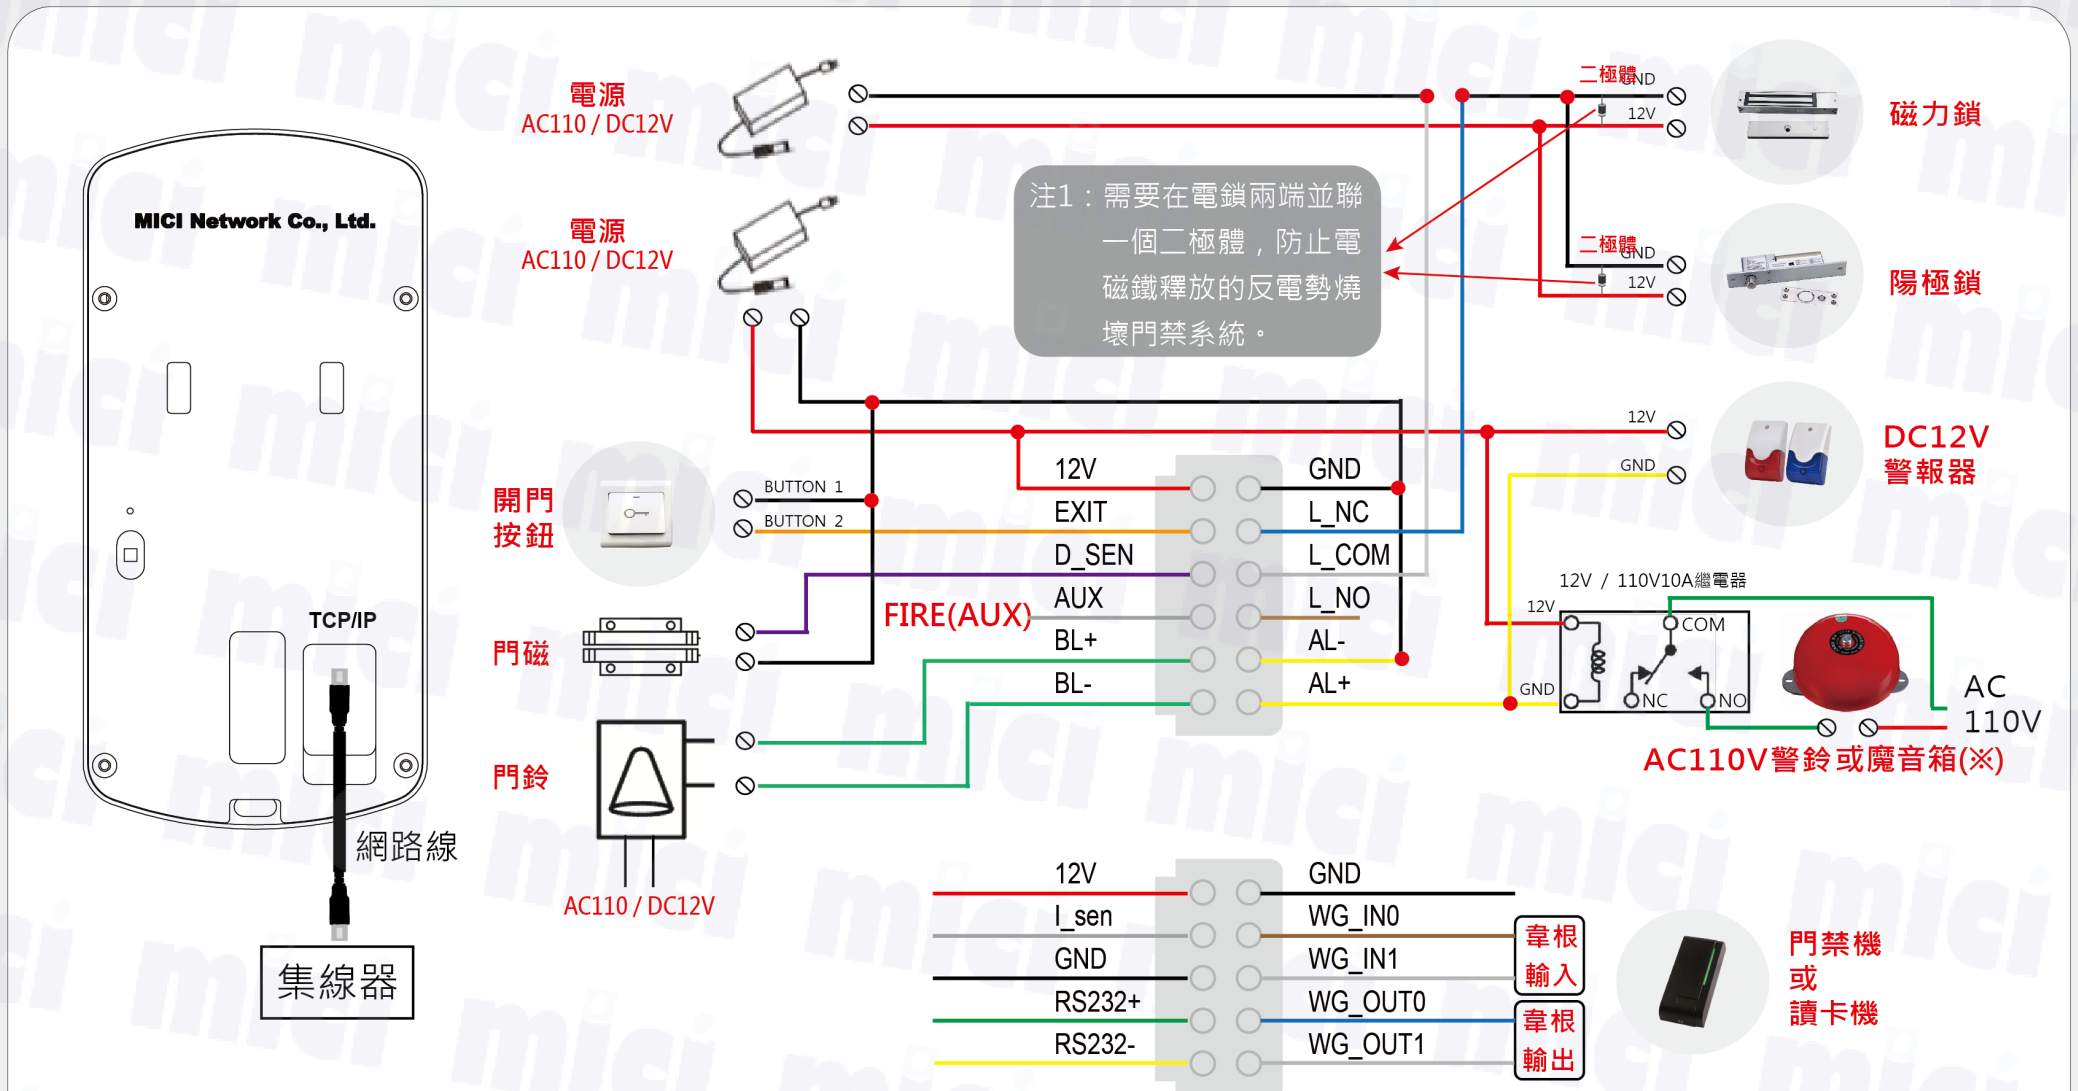 電源
AC110 / DC12V
電源
AC110 / DC12V
注1：需要在電鎖兩端並聯
一個二極體，防止電
磁鐵釋放的反電勢燒
壞門禁系統。
二極體
GND
12V
磁力鎖
二極體
GND
12V
陽極鎖
12V
GND
DC12V
警報器
MICI Network Co., Ltd.
TCP/IP
網路線
集線器
開門
按鈕
BUTTON 1
BUTTON 2
門磁
FIRE(AUX)
門鈴
AC110 / DC12V
12V
EXIT
D_SEN
AUX
BL+
BL-
GND
L_NC
L_COM
L_NO
AL-
AL+
12V / 110V10A繼電器
12V
GND
COM
NC
NO
AC
110V
AC110V警鈴或魔音箱(※)
12V
I_sen
GND
RS232+
RS232-
GND
WG_IN0
WG_IN1
WG_OUT0
WG_OUT1
韋根
輸入
韋根
輸出
門禁機
或
讀卡機
mici